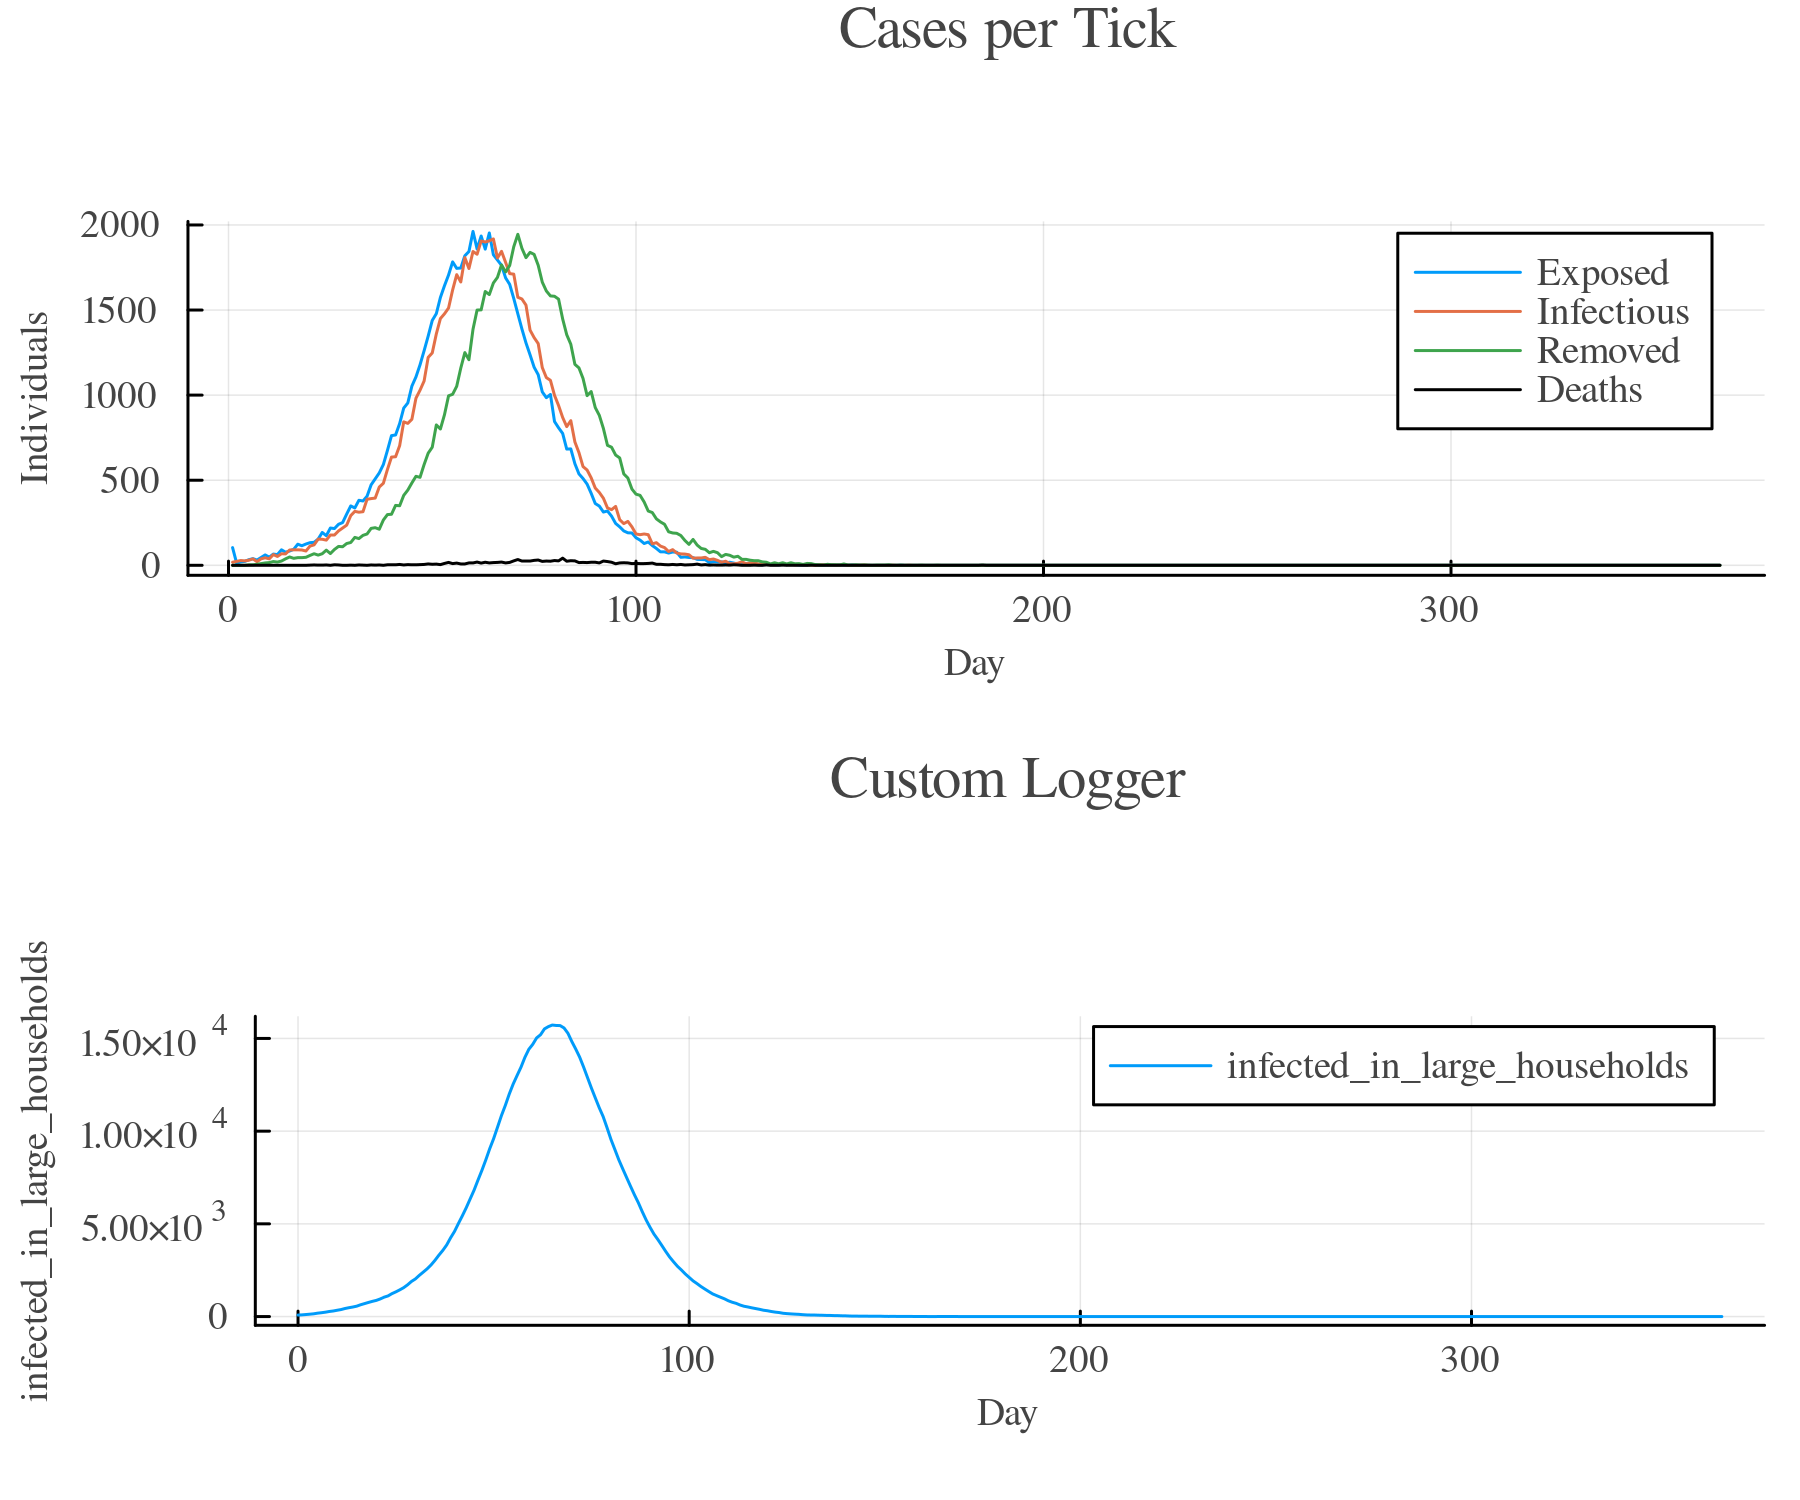 Cases per Tick
2000
1500
1000
500
0
Individuals
Exposed
Infectious
Removed
Deaths
0 100 200 300
Day
Custom Logger
1.50×10 4
1.00×10 4
5.00×10 3
0
infected_in_large_households
infected_in_large_households
0 100 200 300
Day